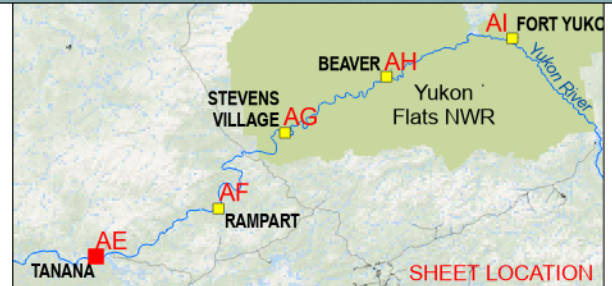 AI FORT YUKO
BEAVER AH
Yukon River
Yukon
Flats NWR
STEVENS
VILLAGE AG
AF
RAMPART
AE
TANANA
SHEET LOCATION